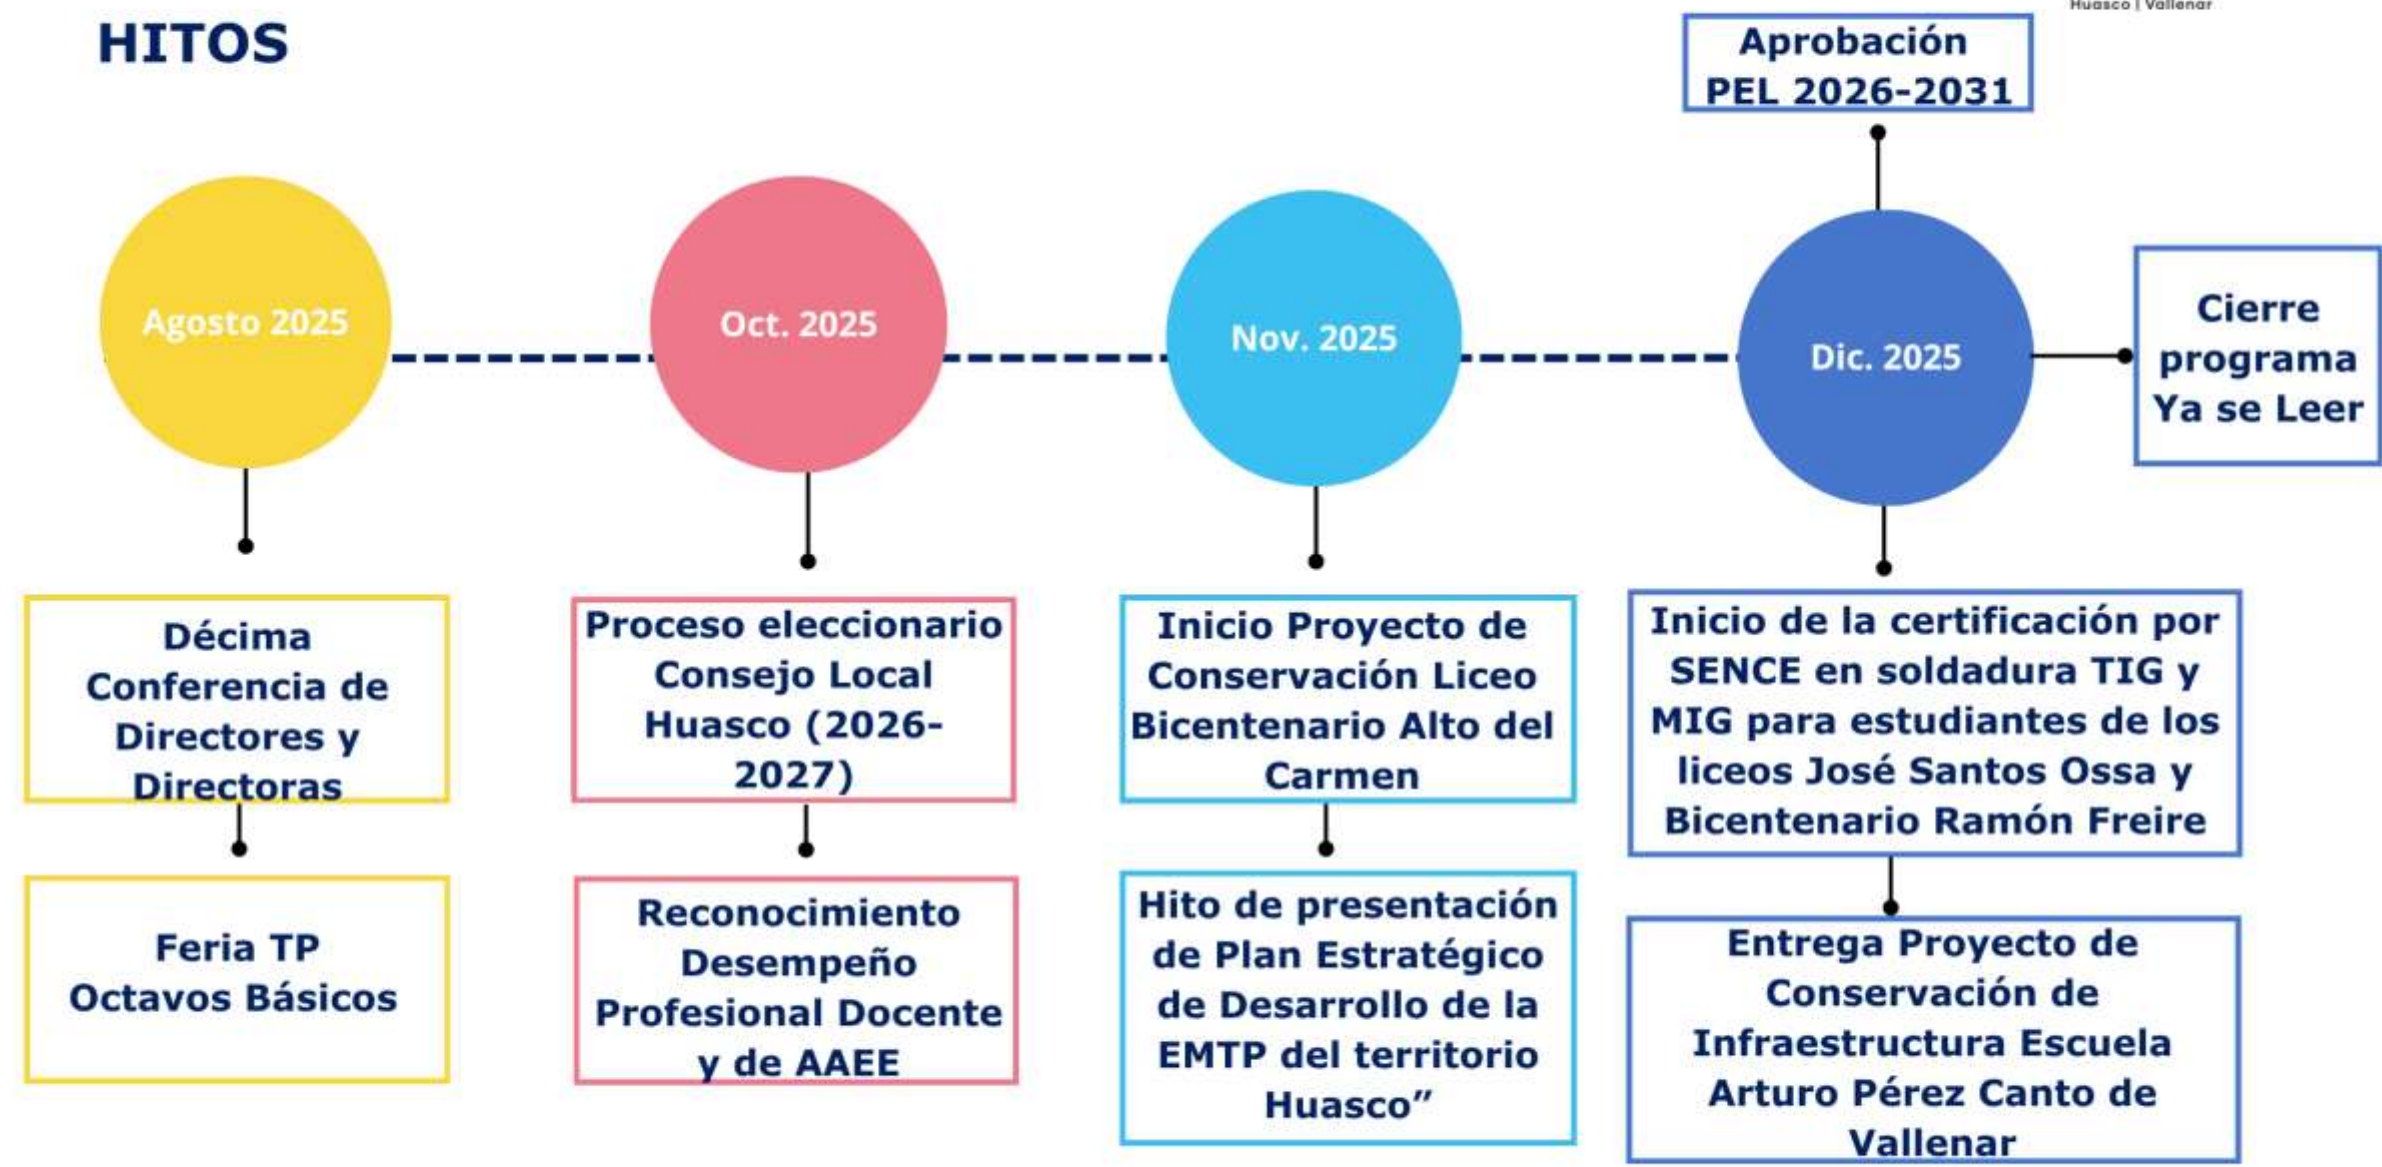 Huasco | Vallenar
HITOS
Aprobación
PEL 2026-2031
Agosto 2025
Oct. 2025
Nov. 2025
Dic. 2025
Cierre
programa
Ya se Leer
Décima
Conferencia de
Directores y
Directoras
Proceso eleccionario
Consejo Local
Huasco (2026-
2027)
Inicio Proyecto de
Conservación Liceo
Bicentenario Alto del
Carmen
Inicio de la certificación por
SENCE en soldadura TIG y
MIG para estudiantes de los
liceos José Santos Ossa y
Bicentenario Ramón Freire
Feria TP
Octavos Básicos
Reconocimiento
Desempeño
Profesional Docente
y de AAEE
Hito de presentación
de Plan Estratégico
de Desarrollo de la
EMTP del territorio
Huasco”
Entrega Proyecto de
Conservación de
Infraestructura Escuela
Arturo Pérez Canto de
Vallenar